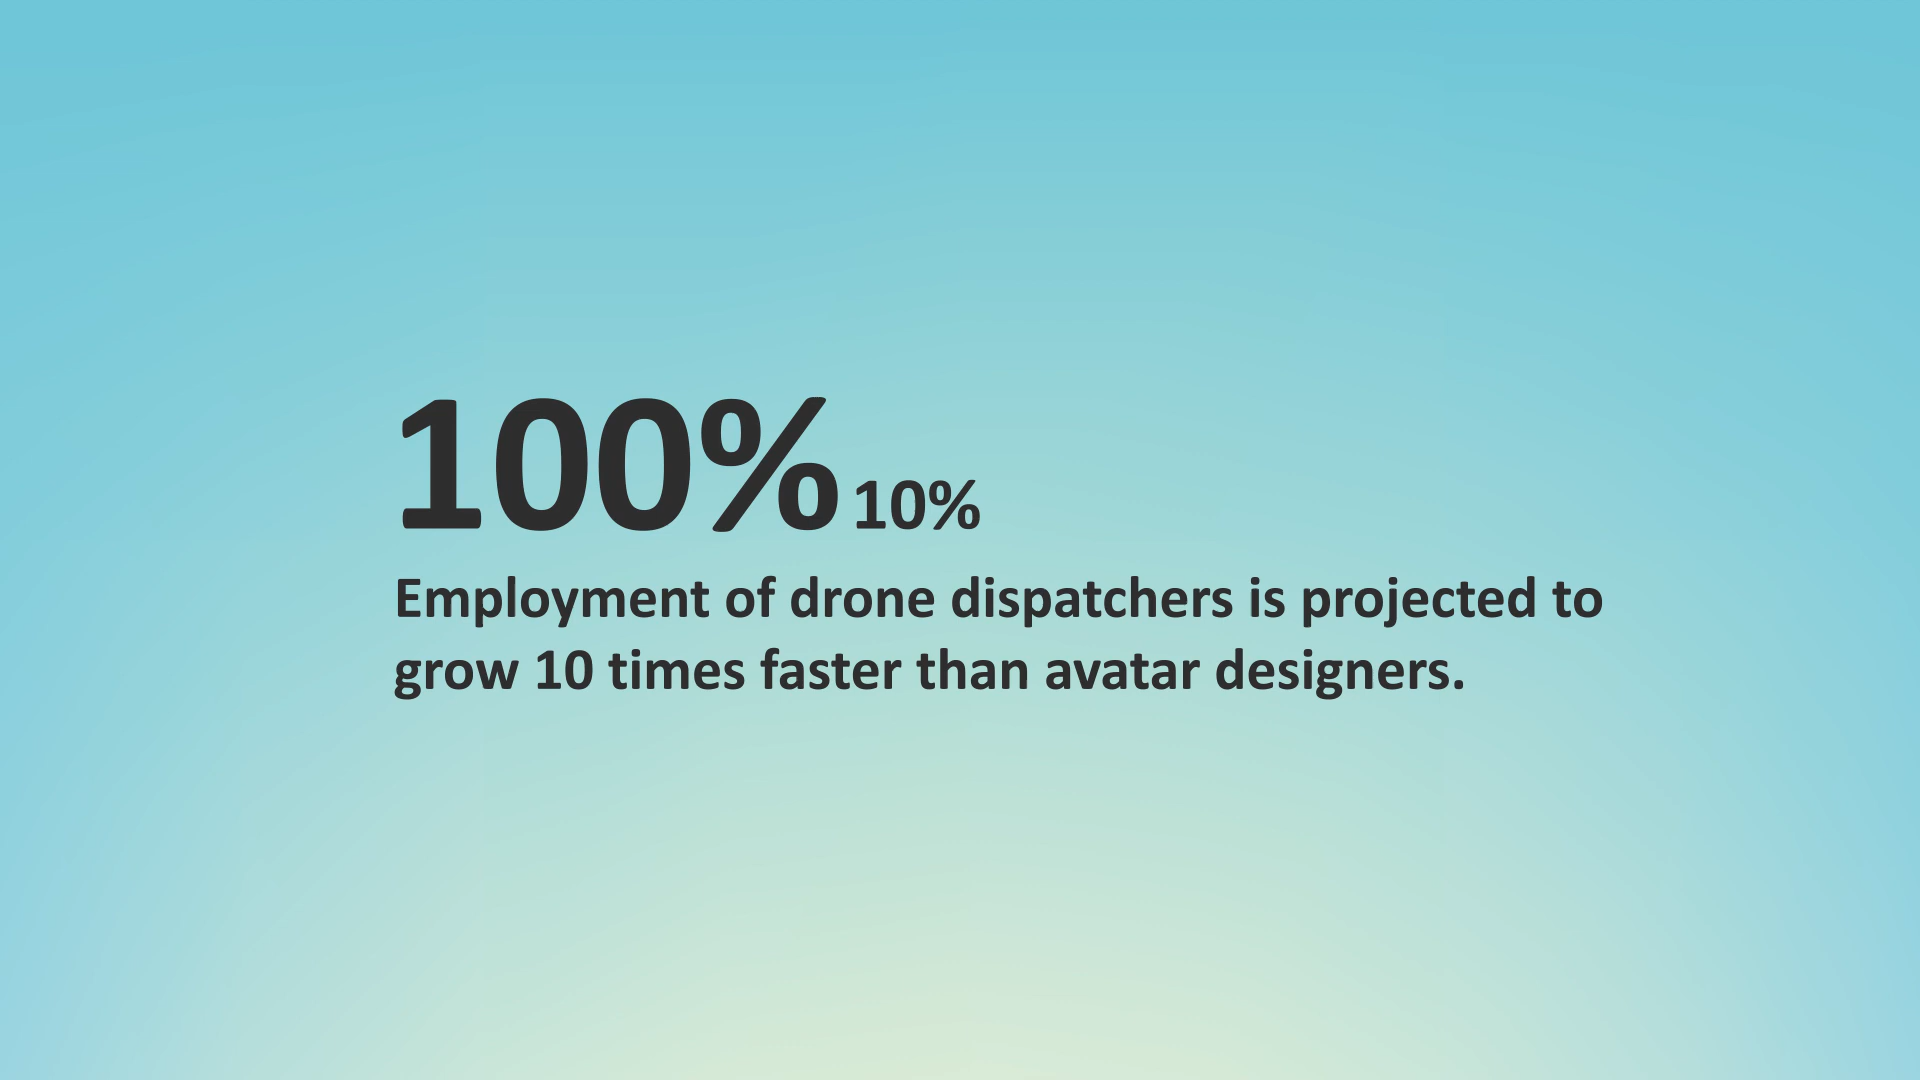 100% 10%
Employment of drone dispatchers is projected to
grow 10 times faster than avatar designers.